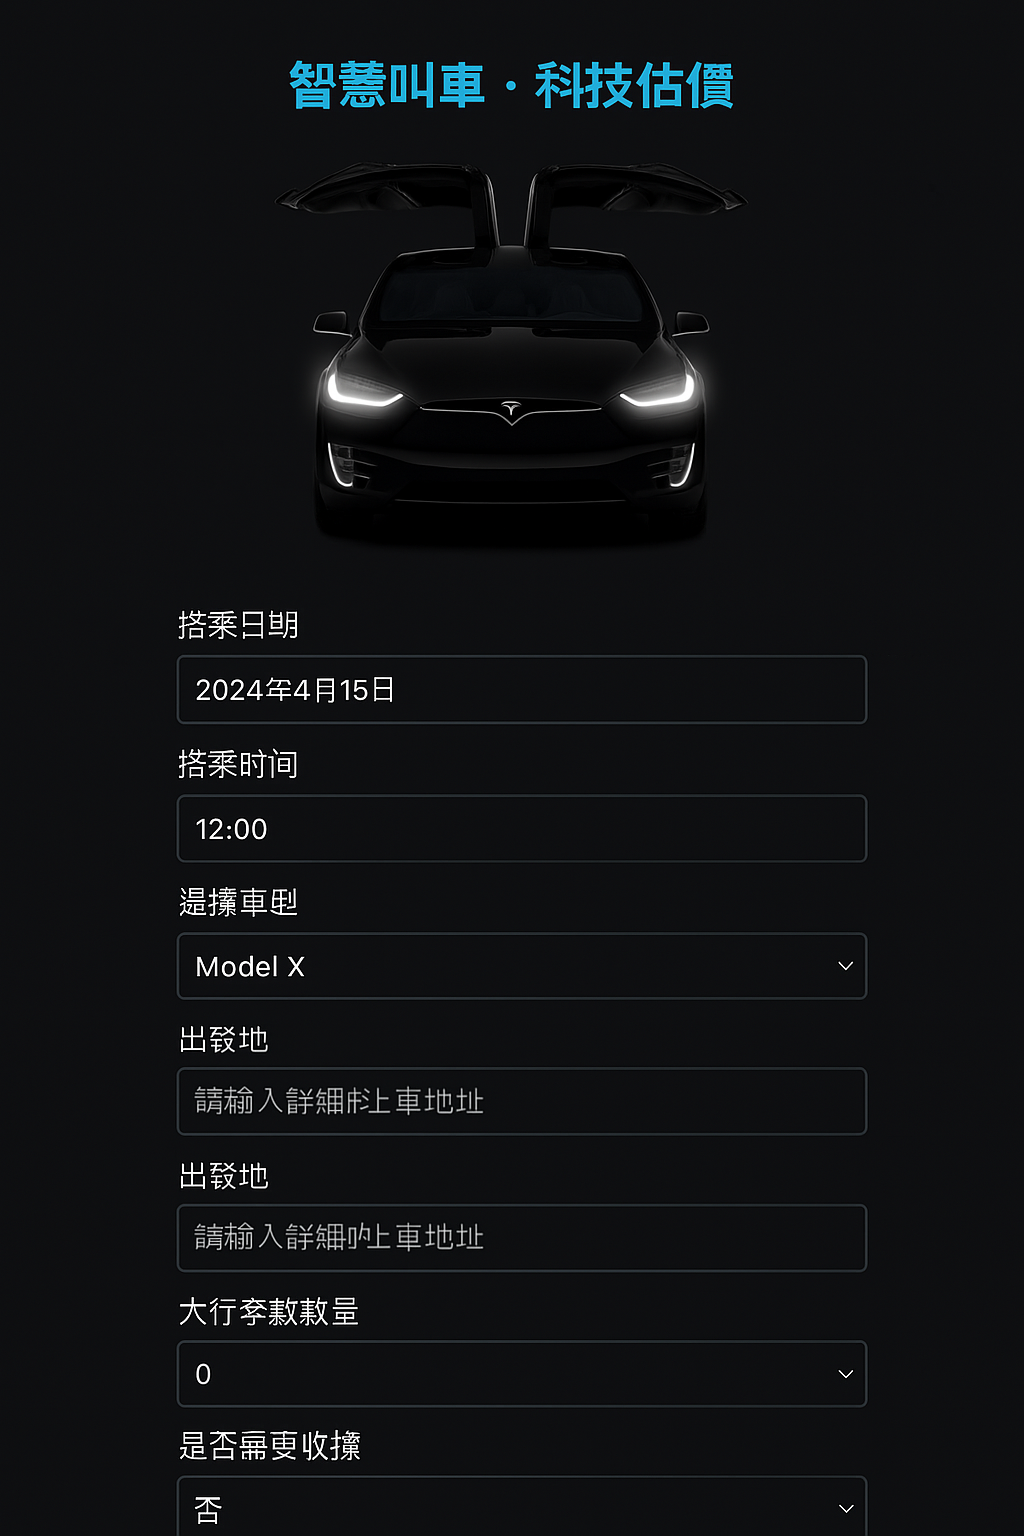 智慧叫車·科技估價
搭乘日期
2024年4月15日
搭乘时间
12:00
車型
Model X
出發地
請輸入詳細 上車地址
出發地
請輸入詳細的上車地址
大行李數量
0
是否需要收據
否